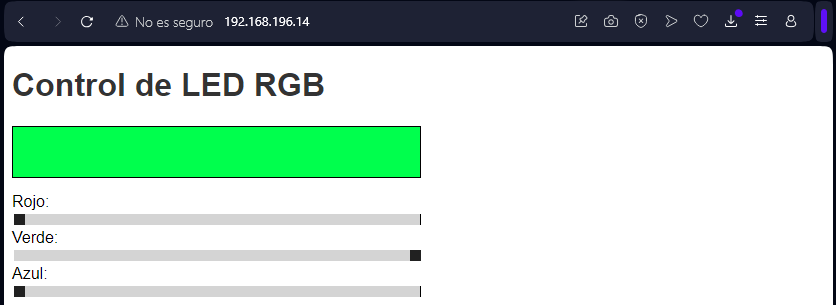 No es seguro 192.168.196.14
Control de LED RGB
Rojo:
Verde:
Azul: